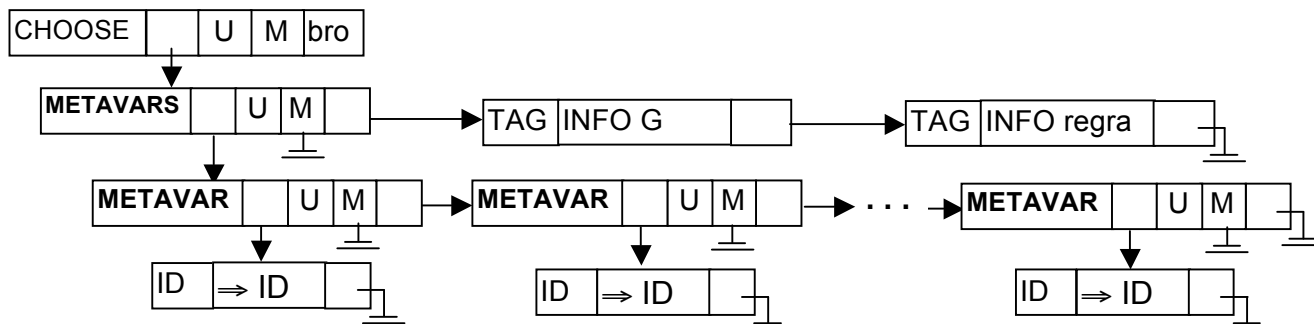 CHOOSE U M bro
METAVARS U M TAG INFO G TAG INFO regra
METAVAR U M METAVAR U M . . . METAVAR U M
ID ⇒ ID ID ⇒ ID ID ⇒ ID